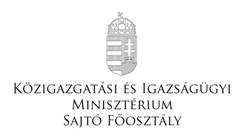 KÖZIGAZGATÁSI ÉS IGAZSÁGÜGYI
MINISZTÉRIUM
SAJTÓ FŐOSZTÁLY